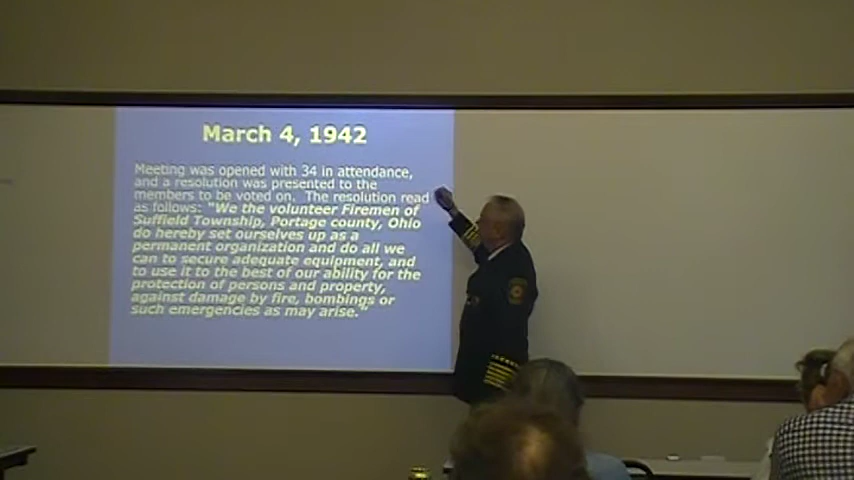 March 4, 1942
Meeting was opened with 34 in attendance,
and a resolution was presented to the
members to be voted on.  The resolution read
as follows: "We the volunteer Firemen of
Suffield Township, Portage county, Ohio
do hereby set ourselves up as a
permanent organization and do all we
can to secure adequate equipment, and
to use it to the best of our ability for the
protection of persons and property,
against damage by fire, bombings or
such emergencies as may arise."